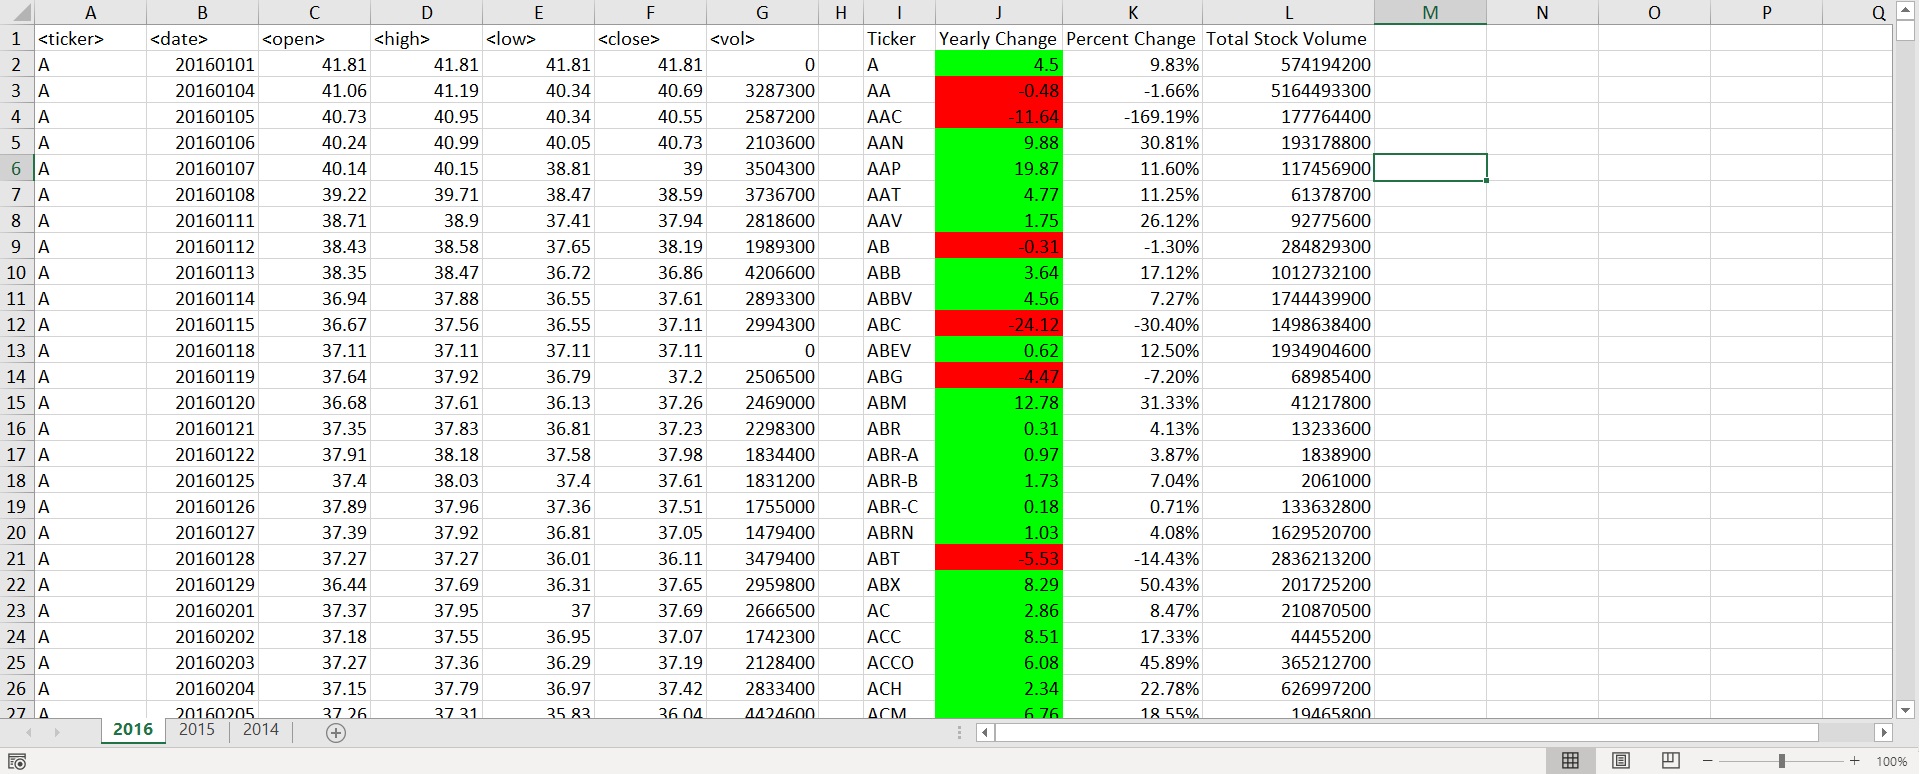 A B C D E F G H I J K L M N O P Q
1 <ticker> <date> <open> <high> <low> <close> <vol> Ticker Yearly Change Percent Change Total Stock Volume
2 A 20160101 41.81 41.81 41.81 41.81 0 A 4.5 9.83% 574194200
3 A 20160104 41.06 41.19 40.34 40.69 3287300 AA -0.48 -1.66% 5164493300
4 A 20160105 40.73 40.95 40.34 40.55 2587200 AAC -11.64 -169.19% 177764400
5 A 20160106 40.24 40.99 40.05 40.73 2103600 AAN 9.88 30.81% 193178800
6 A 20160107 40.14 40.15 38.81 39 3504300 AAP 19.87 11.60% 117456900
7 A 20160108 39.22 39.71 38.47 38.59 3736700 AAT 4.77 11.25% 61378700
8 A 20160111 38.71 38.9 37.41 37.94 2818600 AAV 1.75 26.12% 92775600
9 A 20160112 38.43 38.58 37.65 38.19 1989300 AB -0.31 -1.30% 284829300
10 A 20160113 38.35 38.47 36.72 36.86 4206600 ABB 3.64 17.12% 1012732100
11 A 20160114 36.94 37.88 36.55 37.61 2893300 ABBV 4.56 7.27% 1744439900
12 A 20160115 36.67 37.56 36.55 37.11 2994300 ABC -24.12 -30.40% 1498638400
13 A 20160118 37.11 37.11 37.11 37.11 0 ABEV 0.62 12.50% 1934904600
14 A 20160119 37.64 37.92 36.79 37.2 2506500 ABG -4.47 -7.20% 68985400
15 A 20160120 36.68 37.61 36.13 37.26 2469000 ABM 12.78 31.33% 41217800
16 A 20160121 37.35 37.83 36.81 37.23 2298300 ABR 0.31 4.13% 13233600
17 A 20160122 37.91 38.18 37.58 37.98 1834400 ABR-A 0.97 3.87% 1838900
18 A 20160125 37.4 38.03 37.4 37.61 1831200 ABR-B 1.73 7.04% 2061000
19 A 20160126 37.89 37.96 37.36 37.51 1755000 ABR-C 0.18 0.71% 133632800
20 A 20160127 37.39 37.92 36.81 37.05 1479400 ABRN 1.03 4.08% 1629520700
21 A 20160128 37.27 37.27 36.01 36.11 3479400 ABT -5.53 -14.43% 2836213200
22 A 20160129 36.44 37.69 36.31 37.65 2959800 ABX 8.29 50.43% 201725200
23 A 20160201 37.37 37.95 37 37.69 2666500 AC 2.86 8.47% 210870500
24 A 20160202 37.18 37.55 36.95 37.07 1742300 ACC 8.51 17.33% 44455200
25 A 20160203 37.27 37.36 36.29 37.19 2128400 ACCO 6.08 45.89% 365212700
26 A 20160204 37.15 37.79 36.97 37.42 2833400 ACH 2.34 22.78% 626997200
27 A 20160205 37.26 37.31 35.83 36.04 4424600 ACM 6.76 18.55% 19465800
2016 2015 2014
100%